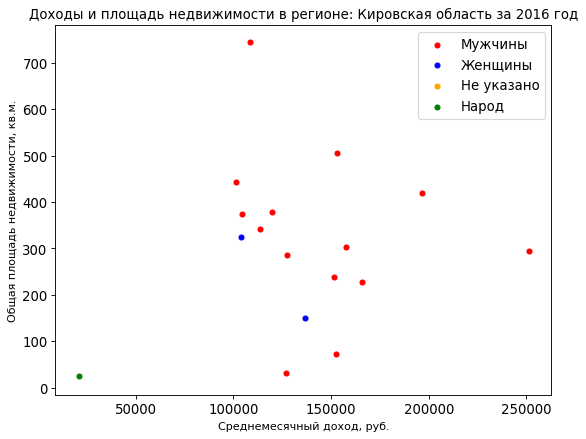 Доходы и площадь недвижимости в регионе: Кировская область за 2016 год
Мужчины
Женщины
Не указано
Народ
Общая площадь недвижимости, кв.м.
700
600
500
400
300
200
100
0
50000 100000 150000 200000 250000
Среднемесячный доход, руб.